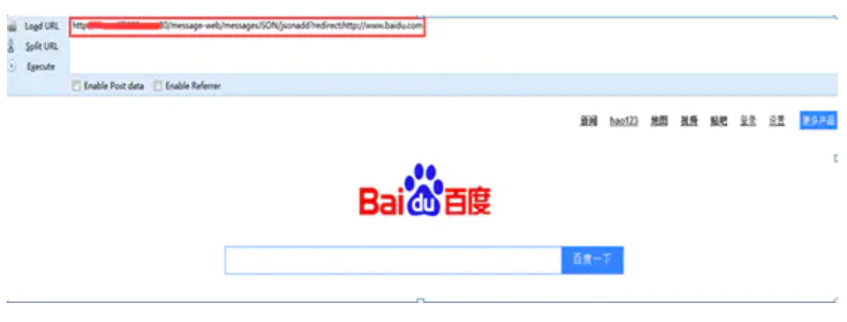 Load URL
http 80/message-web/messagesJSON/jsonadd?redirect:http://www.baidu.com
Split URL
Execute
Enable Post data Enable Referrer
新闻 hao123 地图 视频 贴吧 登录 设置 更多产品
Bai du 百度
百度一下